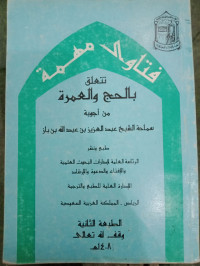 فتاوى مهمة
تتعلق
بالحج والعمرة
من أجوبة
سماحة الشيخ عبد العزيز بن عبد الله بن باز
طبع ونشر
الرئاسة العامة لإدارات البحوث العلمية
والإفتاء والدعوة والإرشاد
الإدارة العامة للطبع والترجمة
الرياض - المملكة العربية السعودية
الطبعة الثانية
وقف لله تعالى
١٤٠٨هـ